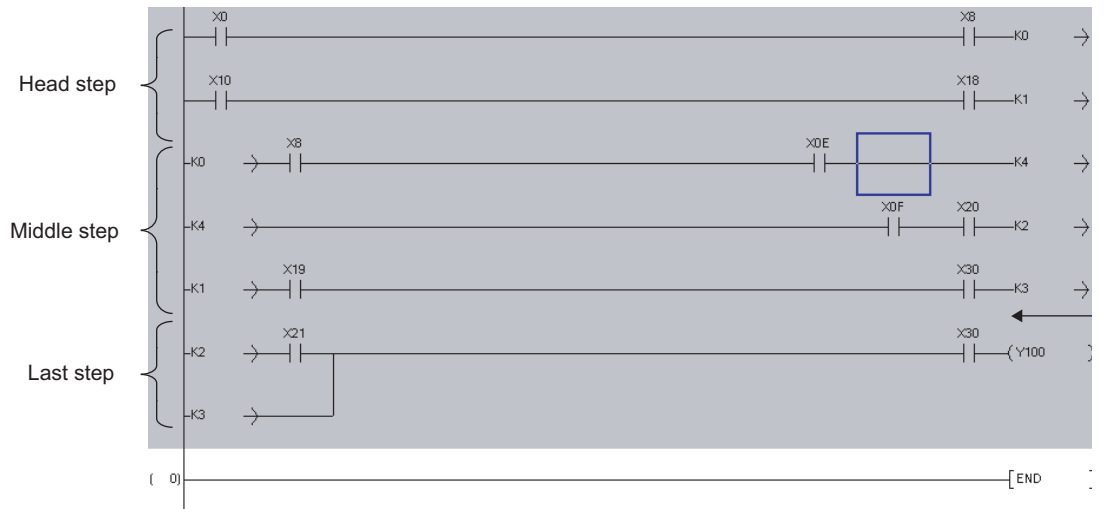 X0 X8
K0
Head step
X10 X18
K1
X8 X0E
K0 K4
X0F X20
Middle step
K4 K2
X19 X30
K1 K3
X21 X30
K2 Y100
Last step
K3
( 0) END